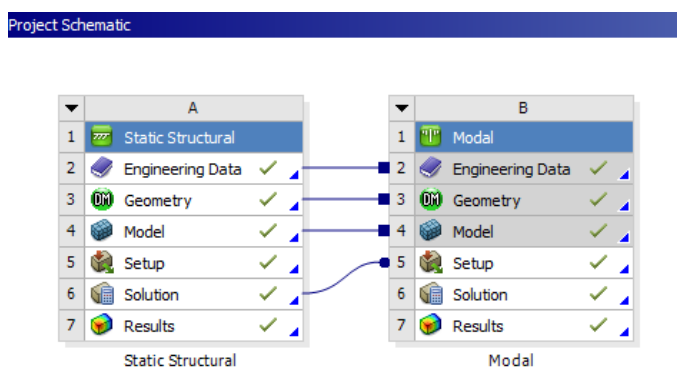 Project Schematic
A
1 Static Structural
2 Engineering Data
3 DM Geometry
4 Model
5 Setup
6 Solution
7 Results
Static Structural
B
1 Modal
2 Engineering Data
3 DM Geometry
4 Model
5 Setup
6 Solution
7 Results
Modal